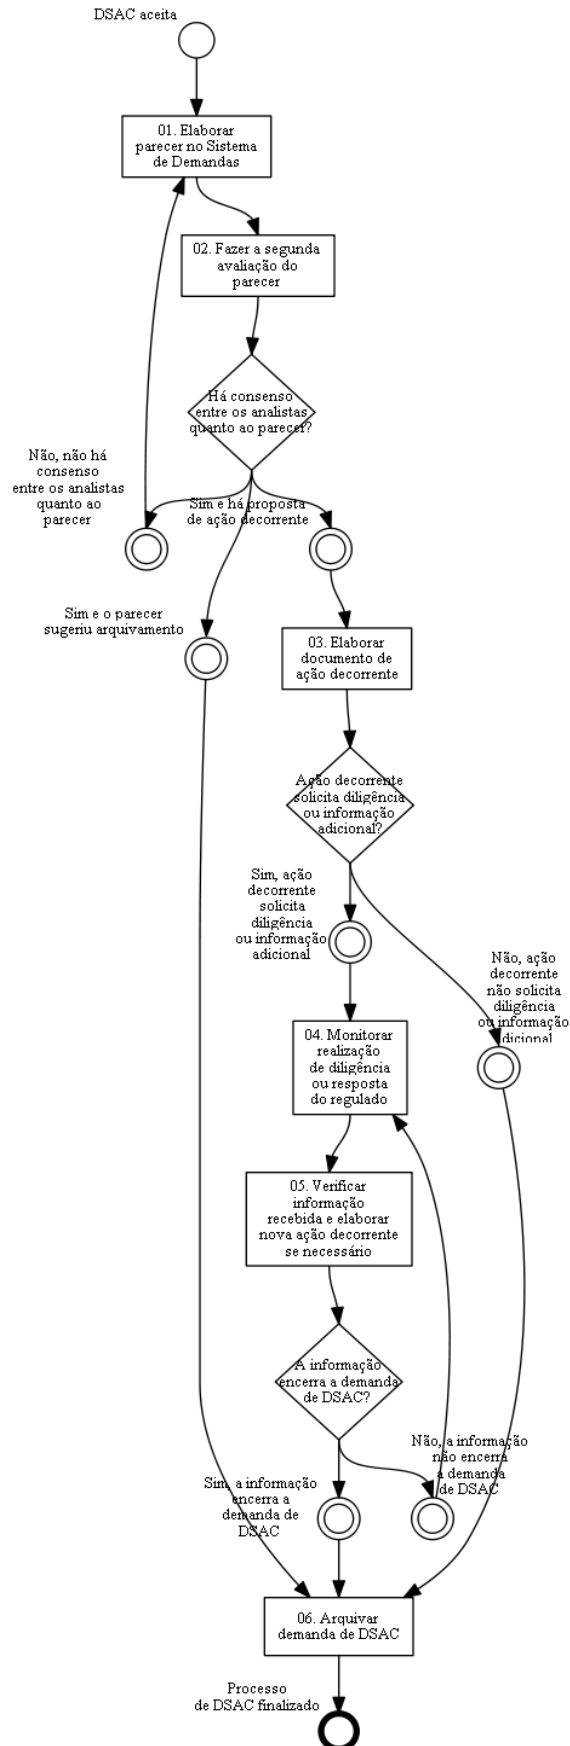 DSAC aceita
01. Elaborar
parecer no Sistema
de Demandas
02. Fazer a segunda
avaliação do
parecer
Há consenso
entre os analistas
quanto ao parecer?
Não, não há
consenso
entre os analistas
quanto ao
parecer
Sim e há proposta
de ação decorrente
Sim e o parecer
sugeriu arquivamento
03. Elaborar
documento de
ação decorrente
Ação decorrente
solicita diligência
ou informação
adicional?
Sim, ação
decorrente
solicita
diligência
ou informação
adicional
Não, ação
decorrente
não solicita
diligência
ou informação
adicional
04. Monitorar
realização
de diligência
ou resposta
do regulado
05. Verificar
informação
recebida e elaborar
nova ação decorrente
se necessário
A informação
encerra a demanda
de DSAC?
Não, a informação
não encerra
a demanda
de DSAC
Sim, a informação
encerra a
demanda de
DSAC
06. Arquivar
demanda de DSAC
Processo
de DSAC finalizado